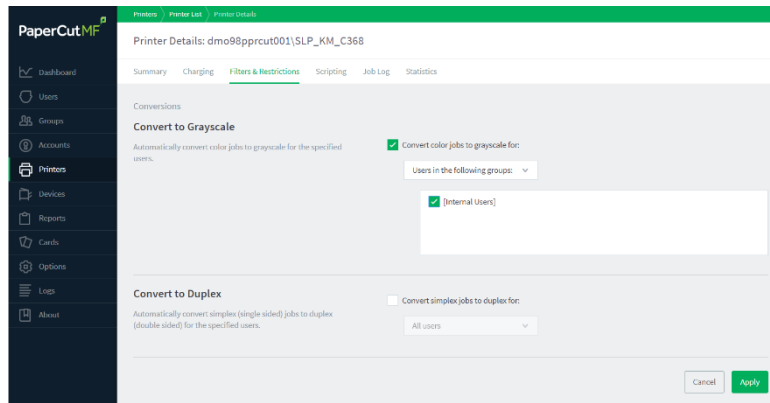 PaperCutMF
Printers Printer List Printer Details
Printer Details: dmo98pprcut001\SLP_KM_C368
Summary Charging Filters & Restrictions Scripting Job Log Statistics
Dashboard
Users
Groups
Accounts
Printers
Devices
Reports
Cards
Options
Logs
About
Conversions
Convert to Grayscale
Automatically convert color jobs to grayscale for the specified
users.
Convert color jobs to grayscale for:
Users in the following groups:
[Internal Users]
Convert to Duplex
Automatically convert simplex (single sided) jobs to duplex
(double sided) for the specified users.
Convert simplex jobs to duplex for:
All users
Cancel Apply